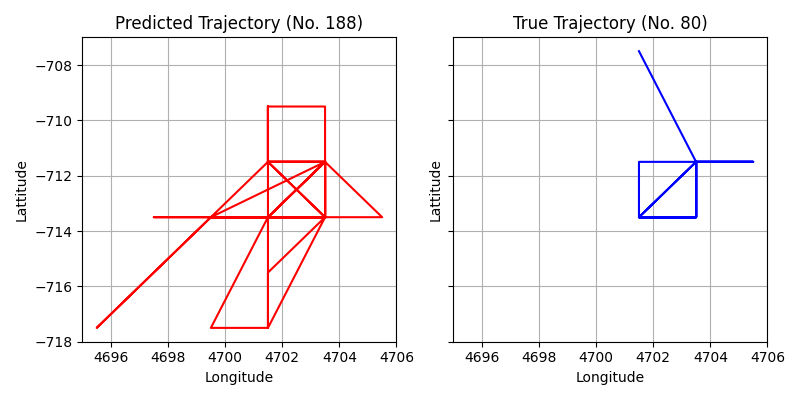 Predicted Trajectory (No. 188)
True Trajectory (No. 80)
−708
−710
−712
−714
−716
−718
Lattitude
Lattitude
4696 4698 4700 4702 4704 4706
4696 4698 4700 4702 4704 4706
Longitude
Longitude